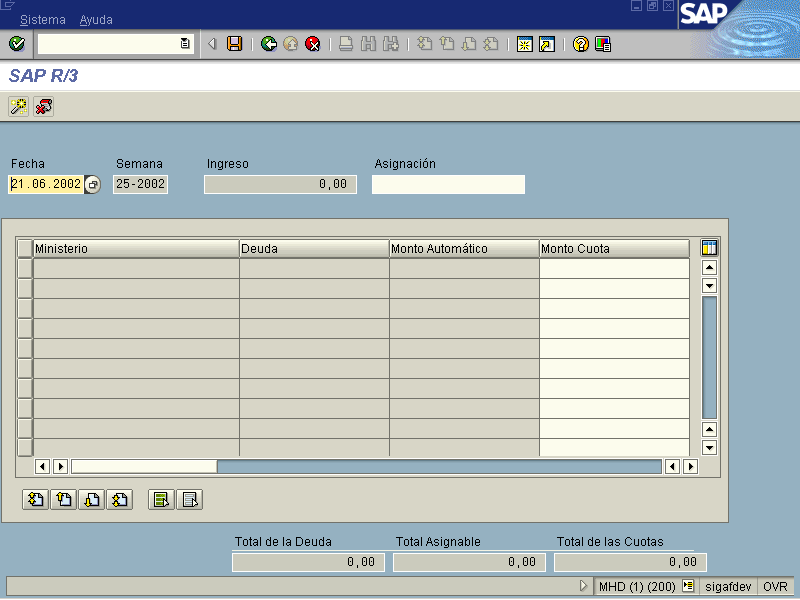 Sistema Ayuda
SAP
SAP R/3
Fecha Semana Ingreso Asignación
21.06.2002 25-2002 0,00
Ministerio Deuda Monto Automático Monto Cuota
Total de la Deuda Total Asignable Total de las Cuotas
0,00 0,00 0,00
MHD (1) (200) sigafdev OVR